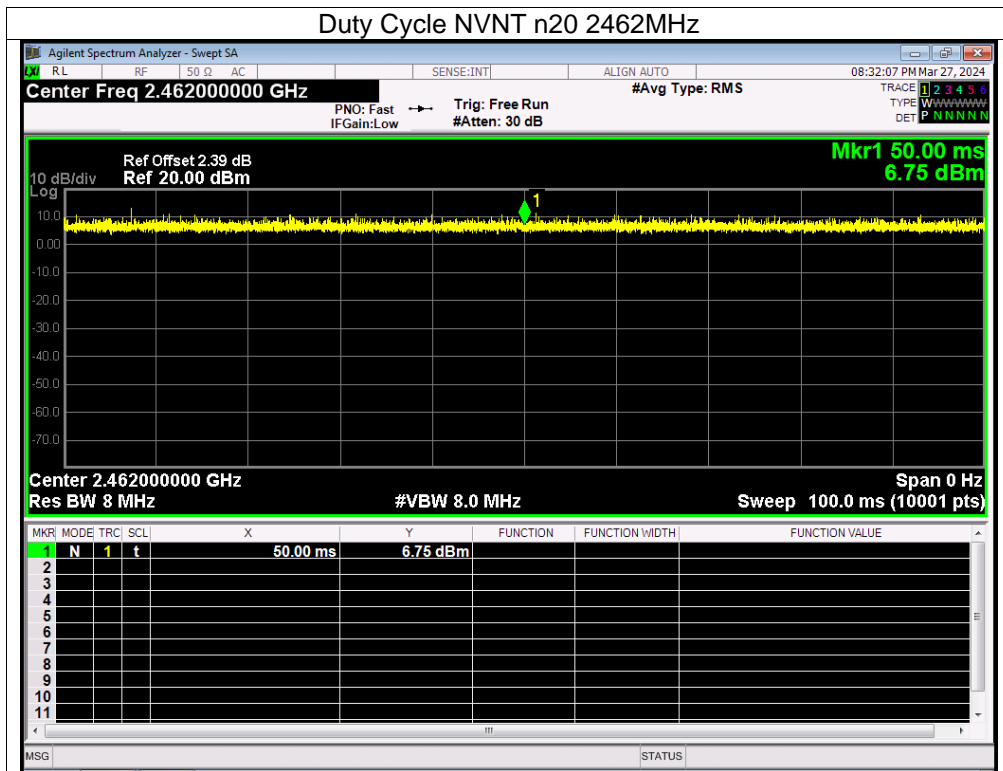 Duty Cycle NVNT n20 2462MHz
Agilent Spectrum Analyzer - Swept SA
LXI RL RF 50 Ω AC SENSE:INT ALIGN AUTO 08:32:07 PM Mar 27, 2024
Center Freq 2.462000000 GHz #Avg Type: RMS TRACE 1 2 3 4 5 6
PNO: Fast Trig: Free Run TYPE WWWWWW
IFGain:Low #Atten: 30 dB DET P N N N N N
Mkr1 50.00 ms
Ref Offset 2.39 dB
10 dB/div Ref 20.00 dBm 6.75 dBm
Log
1
10.0
0.00
-10.0
-20.0
-30.0
-40.0
-50.0
-60.0
-70.0
Center 2.462000000 GHz Span 0 Hz
Res BW 8 MHz #VBW 8.0 MHz Sweep 100.0 ms (10001 pts)
MKR MODE TRC SCL X Y FUNCTION FUNCTION WIDTH FUNCTION VALUE
1 N 1 t 50.00 ms 6.75 dBm
2
3
4
5
6
7
8
9
10
11
MSG STATUS